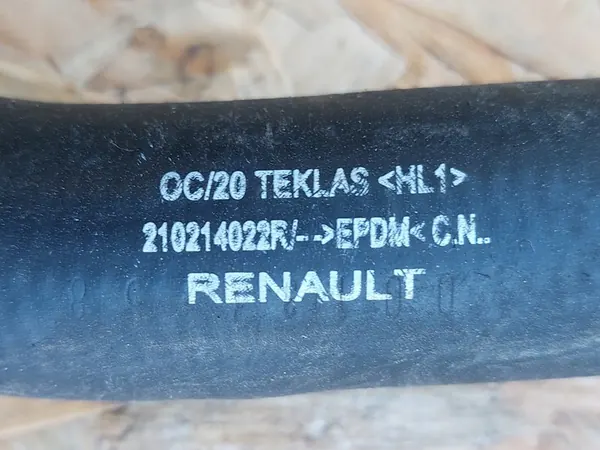 OC/20 TEKLAS <HL1>
210214022R/-->EPDM< C.N..
RENAULT